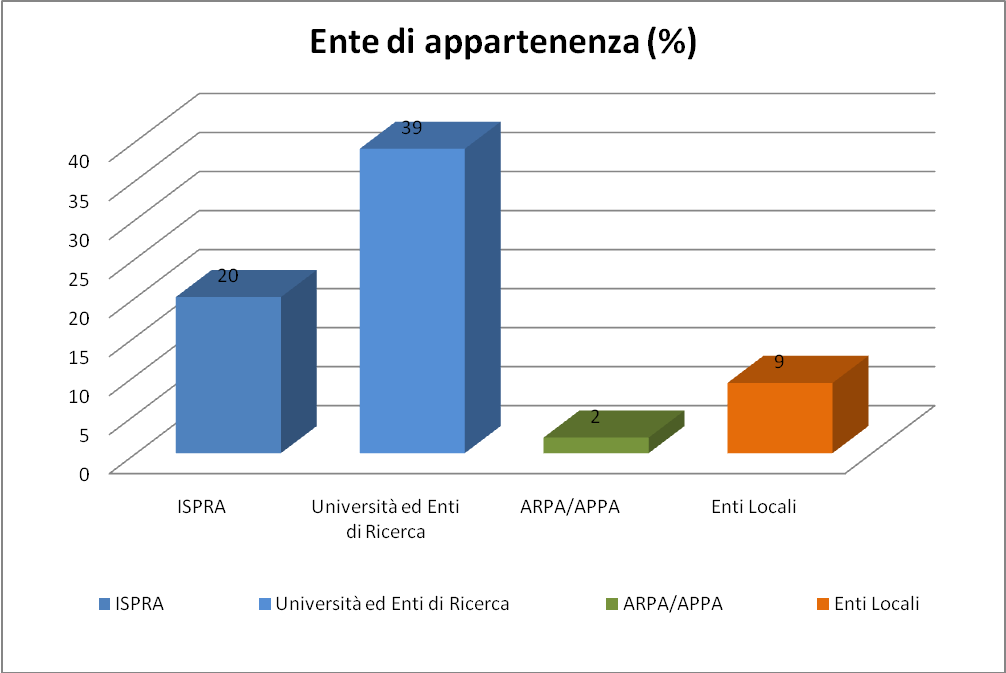 Ente di appartenenza (%)
40
35
30
25
20
15
10
5
0
20
39
2
9
ISPRA
Università ed Enti
di Ricerca
ARPA/APPA
Enti Locali
ISPRA
Università ed Enti di Ricerca
ARPA/APPA
Enti Locali